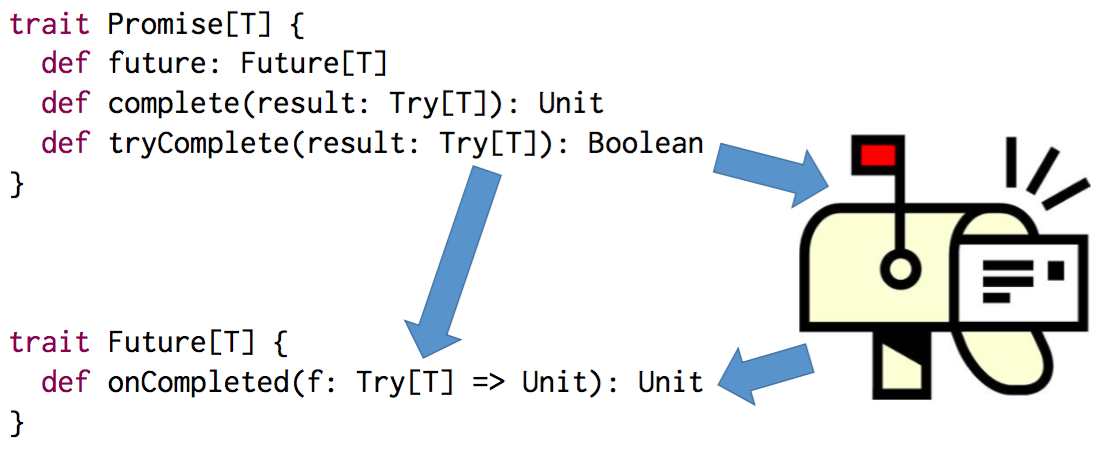 trait Promise[T] {
  def future: Future[T]
  def complete(result: Try[T]): Unit
  def tryComplete(result: Try[T]): Boolean
}
trait Future[T] {
  def onCompleted(f: Try[T] => Unit): Unit
}